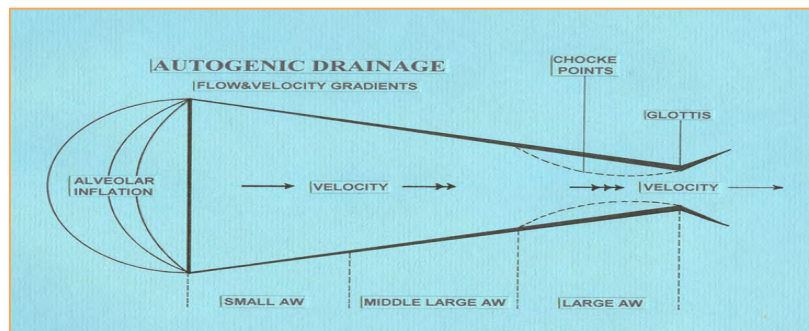 AUTOGENIC DRAINAGE
FLOW&VELOCITY GRADIENTS
CHOCKE
POINTS
GLOTTIS
ALVEOLAR
INFLATION
VELOCITY
VELOCITY
SMALL AW
MIDDLE LARGE AW
LARGE AW